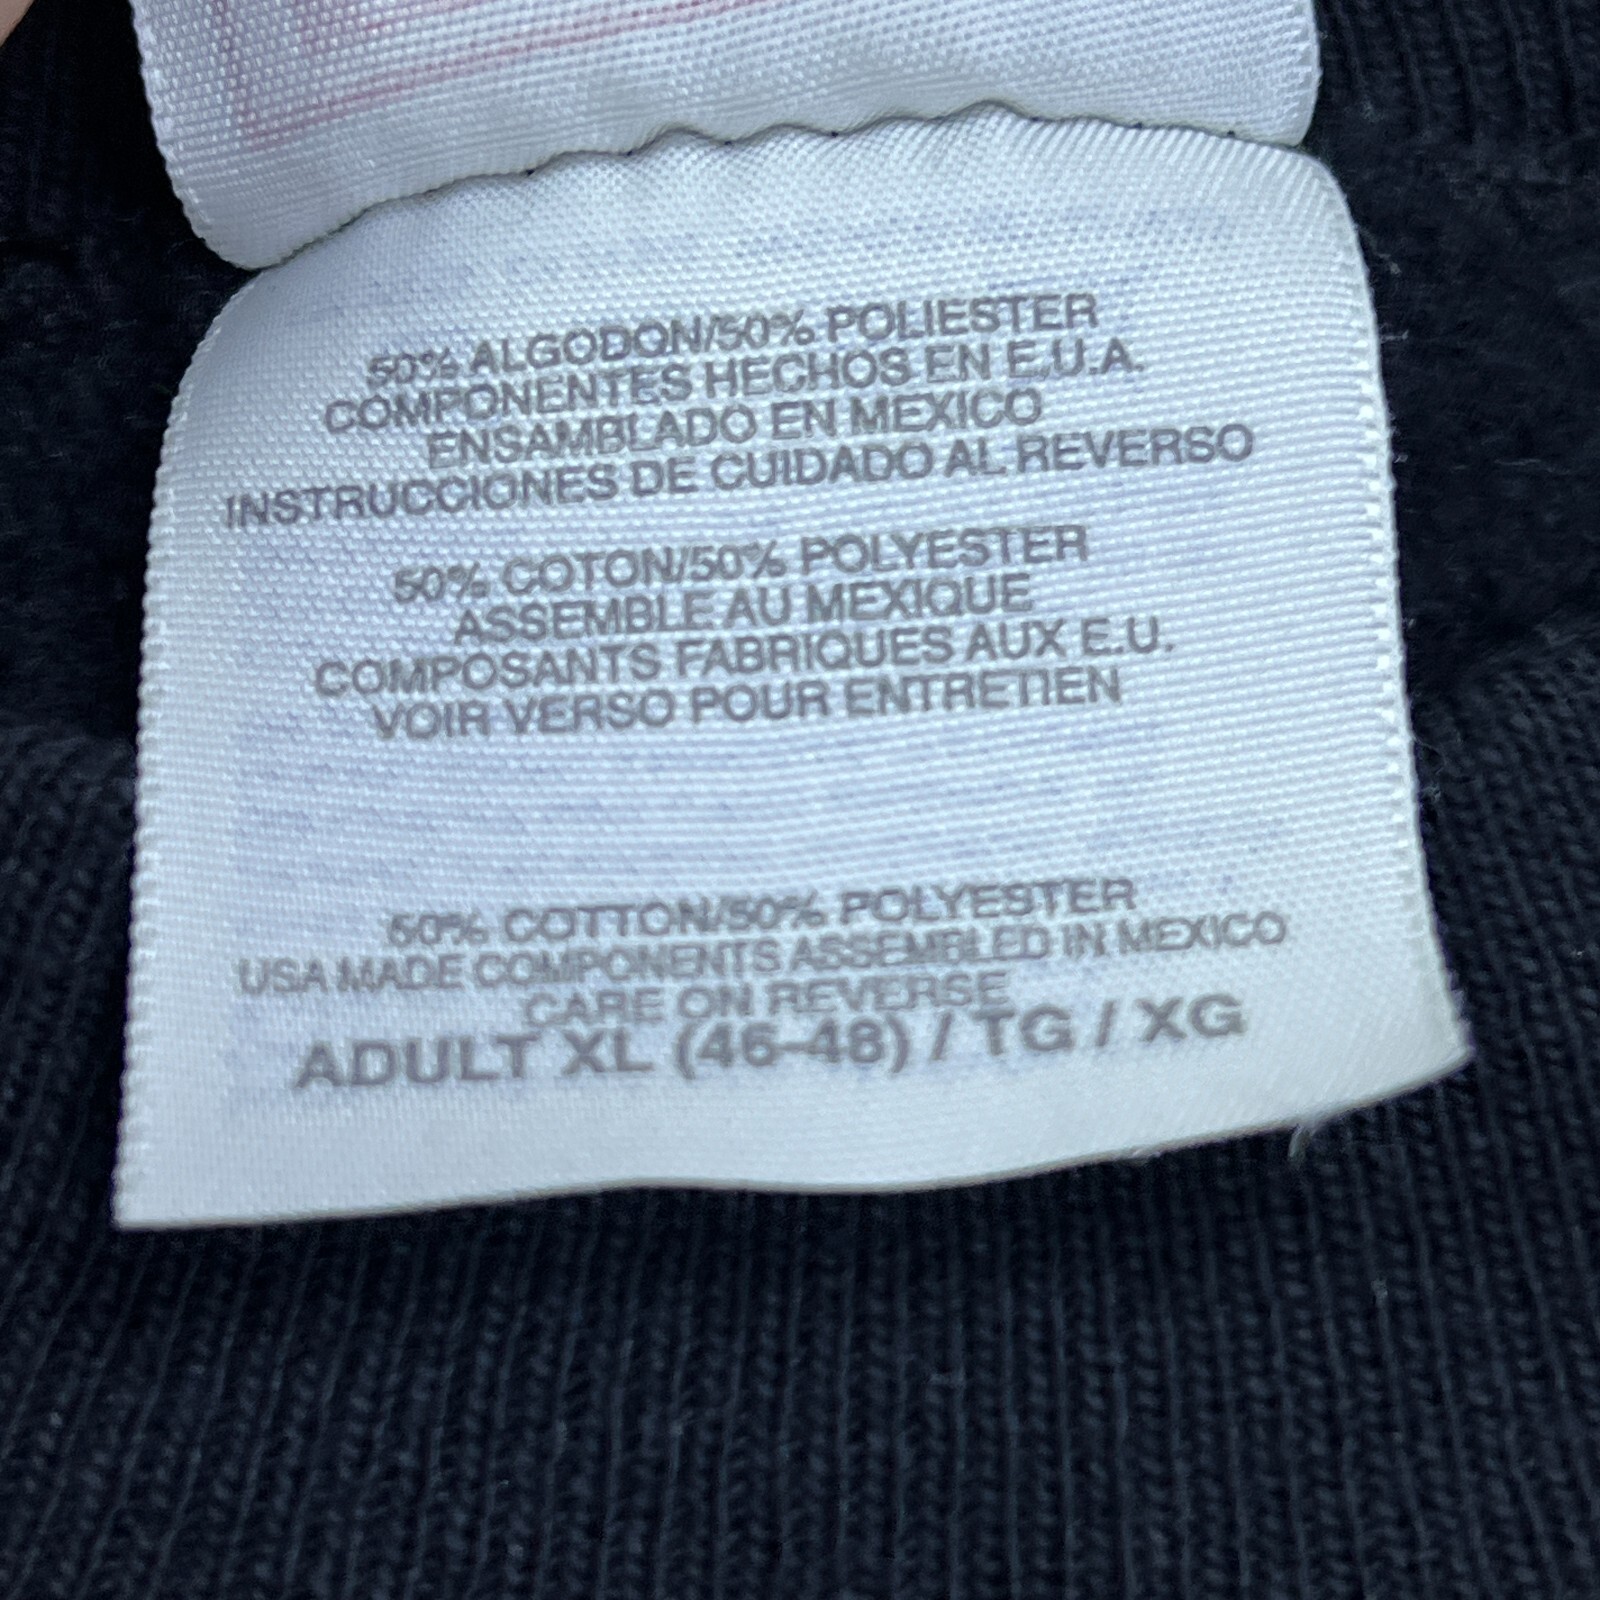 50% ALGODON/50% POLIESTER
COMPONENTES HECHOS EN E.U.A.
ENSAMBLADO EN MEXICO
INSTRUCCIONES DE CUIDADO AL REVERSO
50% COTON/50% POLYESTER
ASSEMBLE AU MEXIQUE
COMPOSANTS FABRIQUES AUX E.U.
VOIR VERSO POUR ENTRETIEN
50% COTTON/50% POLYESTER
USA MADE COMPONENTS ASSEMBLED IN MEXICO
CARE ON REVERSE
ADULT XL (46-48) / TG / XG